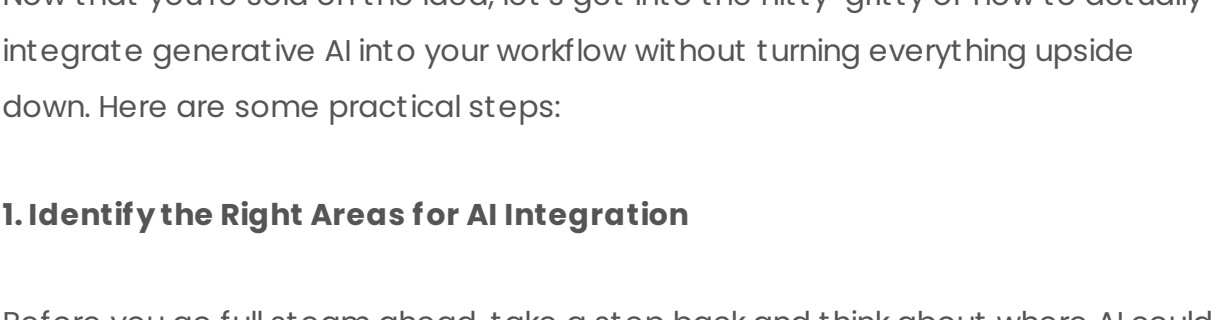 Now that you're sold on the idea, let's get into the nitty-gritty of how to actually
integrate generative AI into your workflow without turning everything upside
down. Here are some practical steps:
1. Identify the Right Areas for AI Integration
Before you go full steam ahead, take a step back and think about where AI could